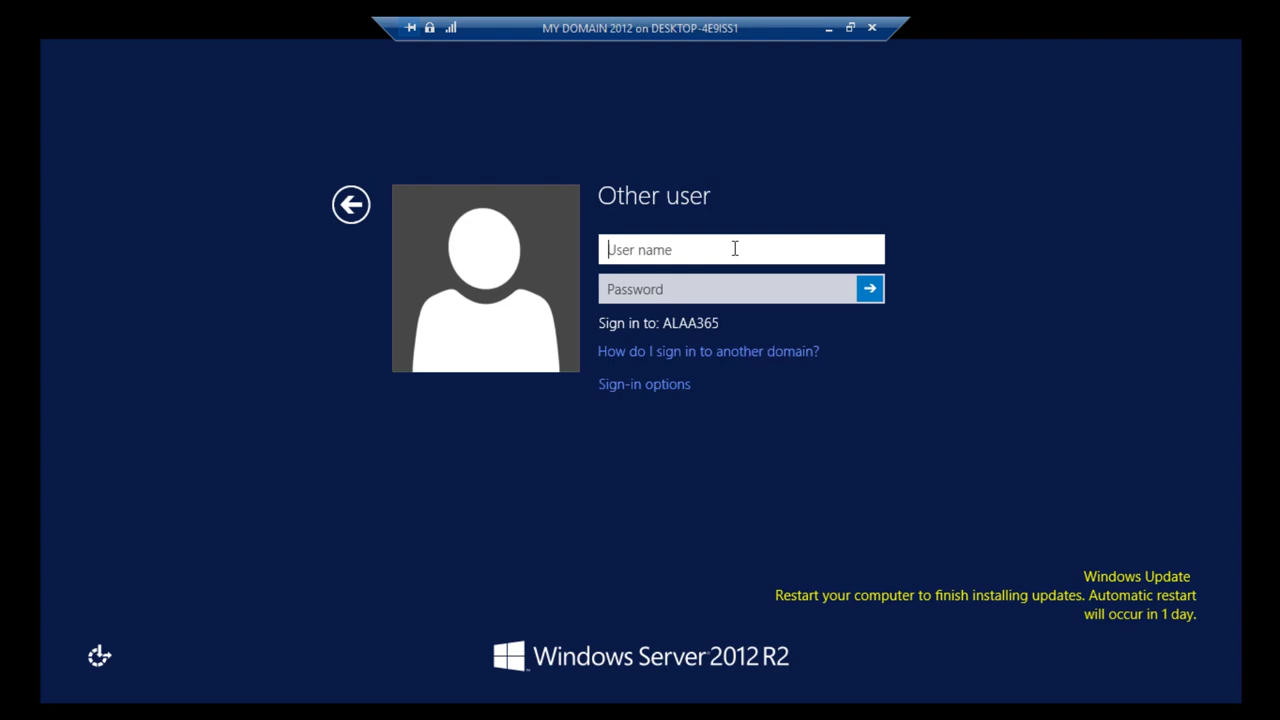 MY DOMAIN 2012 on DESKTOP-4E9ISS1
Other user
User name
Password
Sign in to: ALAA365
How do I sign in to another domain?
Sign-in options
Windows Update
Restart your computer to finish installing updates. Automatic restart
will occur in 1 day.
Windows Server 2012 R2